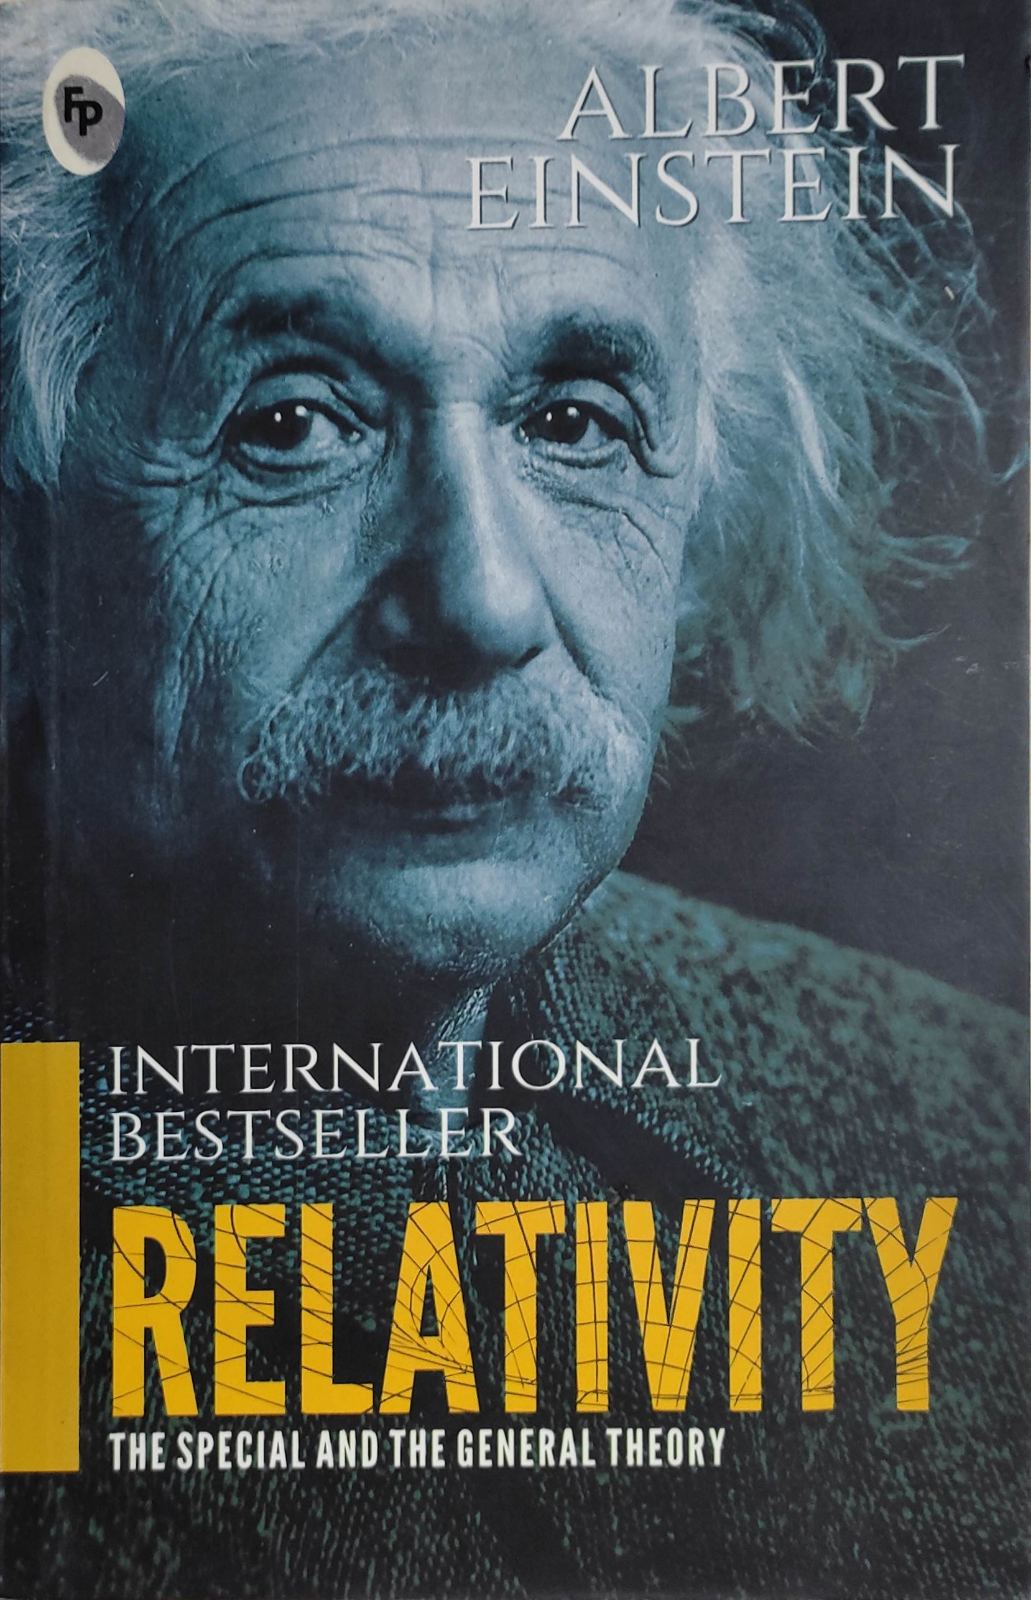 FP
ALBERT
EINSTEIN
INTERNATIONAL
BESTSELLER
RELATIVITY
THE SPECIAL AND THE GENERAL THEORY